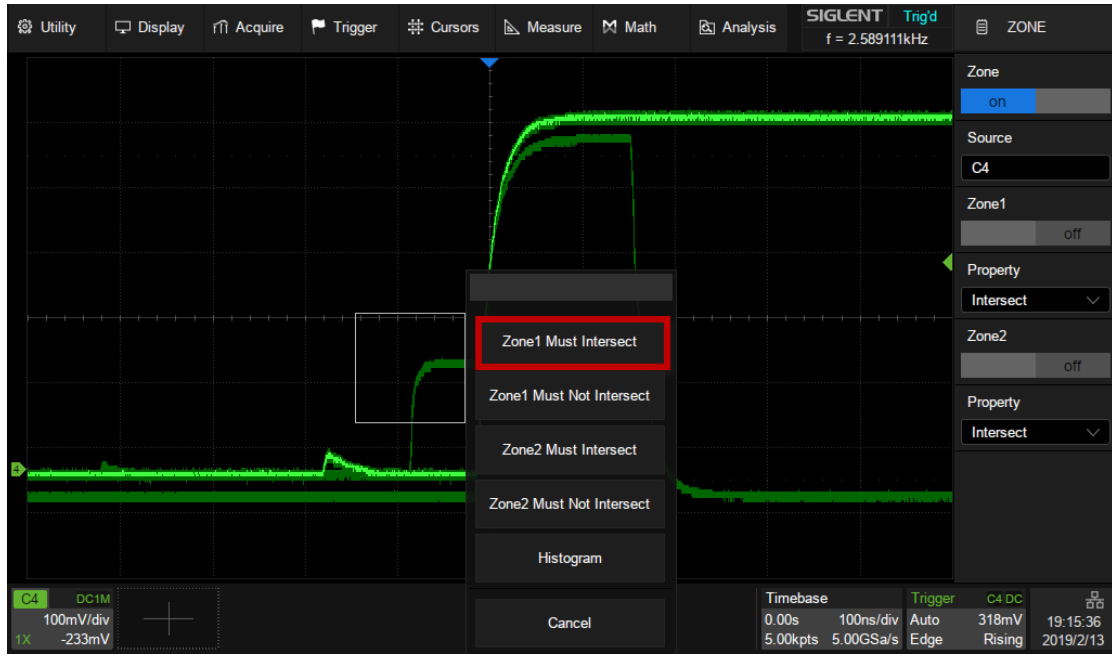 Utility Display Acquire Trigger Cursors Measure Math Analysis
SIGLENT Trig'd
f = 2.589111kHz
ZONE
Zone
on
Source
C4
Zone1
off
Property
Intersect
Zone2
off
Property
Intersect
Zone1 Must Intersect
Zone1 Must Not Intersect
Zone2 Must Intersect
Zone2 Must Not Intersect
Histogram
Cancel
4
C4 DC1M
100mV/div
1X -233mV
Timebase
0.00s 100ns/div
5.00kpts 5.00GSa/s
Trigger C4 DC
Auto 318mV
Edge Rising
19:15:36
2019/2/13